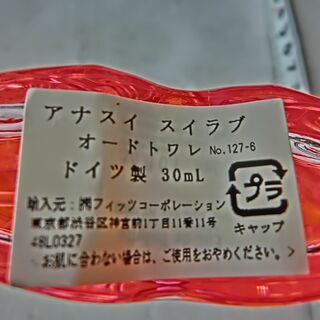 アナスイ スイラブ
オードトワレ No.127-6
ドイツ製 30mL
プラ
キャップ
輸入元：㈱フィッツコーポレーション
東京都渋谷区神宮前1丁目11番11号
48L0327
お肌に合わない場合は、ご使用をおやめください。